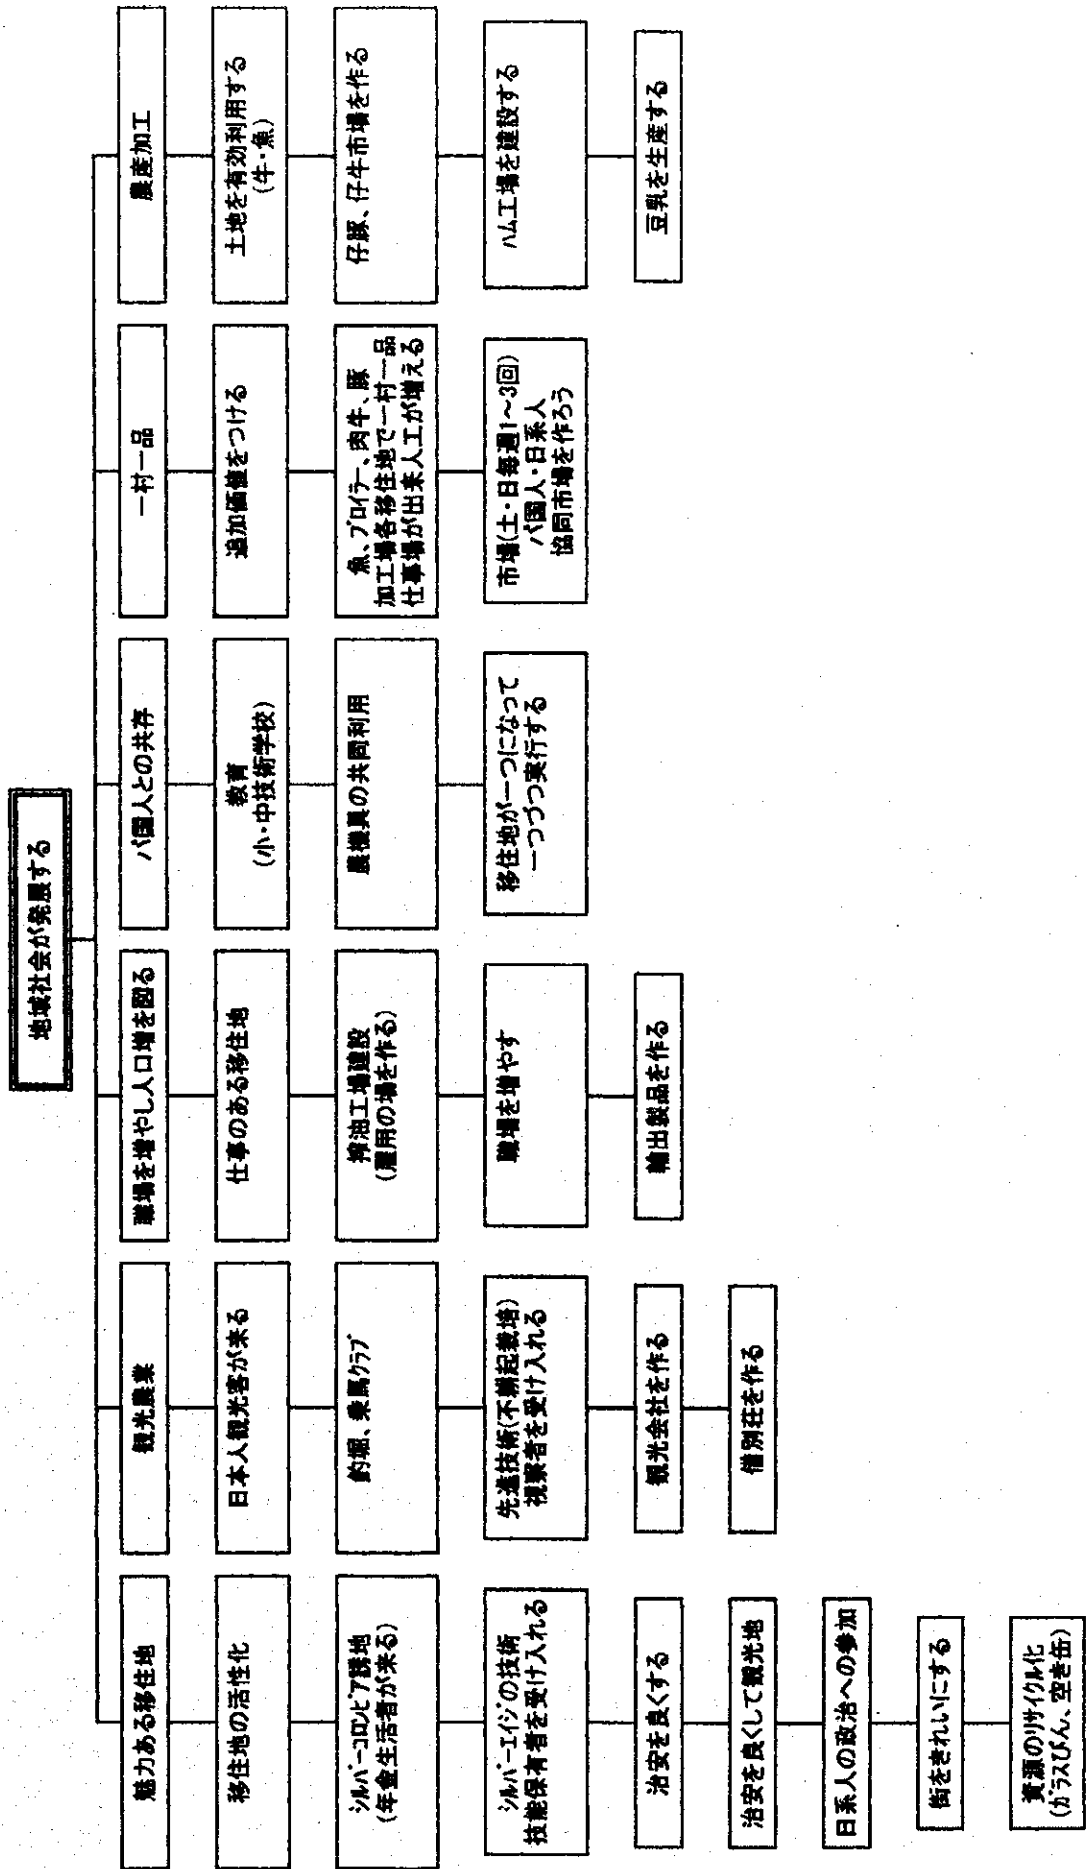 地域社会が発展する
魅力ある移住地
移住地の活性化
シルバーコロンビア誘地
(年金生活者が来る)
シルバーエイジの技術
技能保有者を受け入れる
治安を良くする
治安を良くして観光地
日系人の政治への参加
街をきれいにする
資源のリサイクル化
(ガラスびん、空き缶)
観光農業
日本人観光客が来る
釣堀、乗馬クラブ
先進技術(不耕起栽培)
視察者を受け入れる
観光会社を作る
借別荘を作る
職場を増やし人口増を図る
仕事のある移住地
搾油工場建設
(雇用の場を作る)
職場を増やす
輸出製品を作る
パ国人との共存
教育
(小・中技術学校)
農機具の共同利用
移住地が一つになって
一つづつ実行する
一村一品
追加価値をつける
魚、ブロイラー、肉牛、豚
加工場各移住地で一村一品
仕事場が出来人工が増える
市場(土・日毎週1～3回)
パ国人・日系人
協同市場を作ろう
農産加工
土地を有効利用する
(牛・魚)
仔豚、仔牛市場を作る
ハム工場を建設する
豆乳を生産する